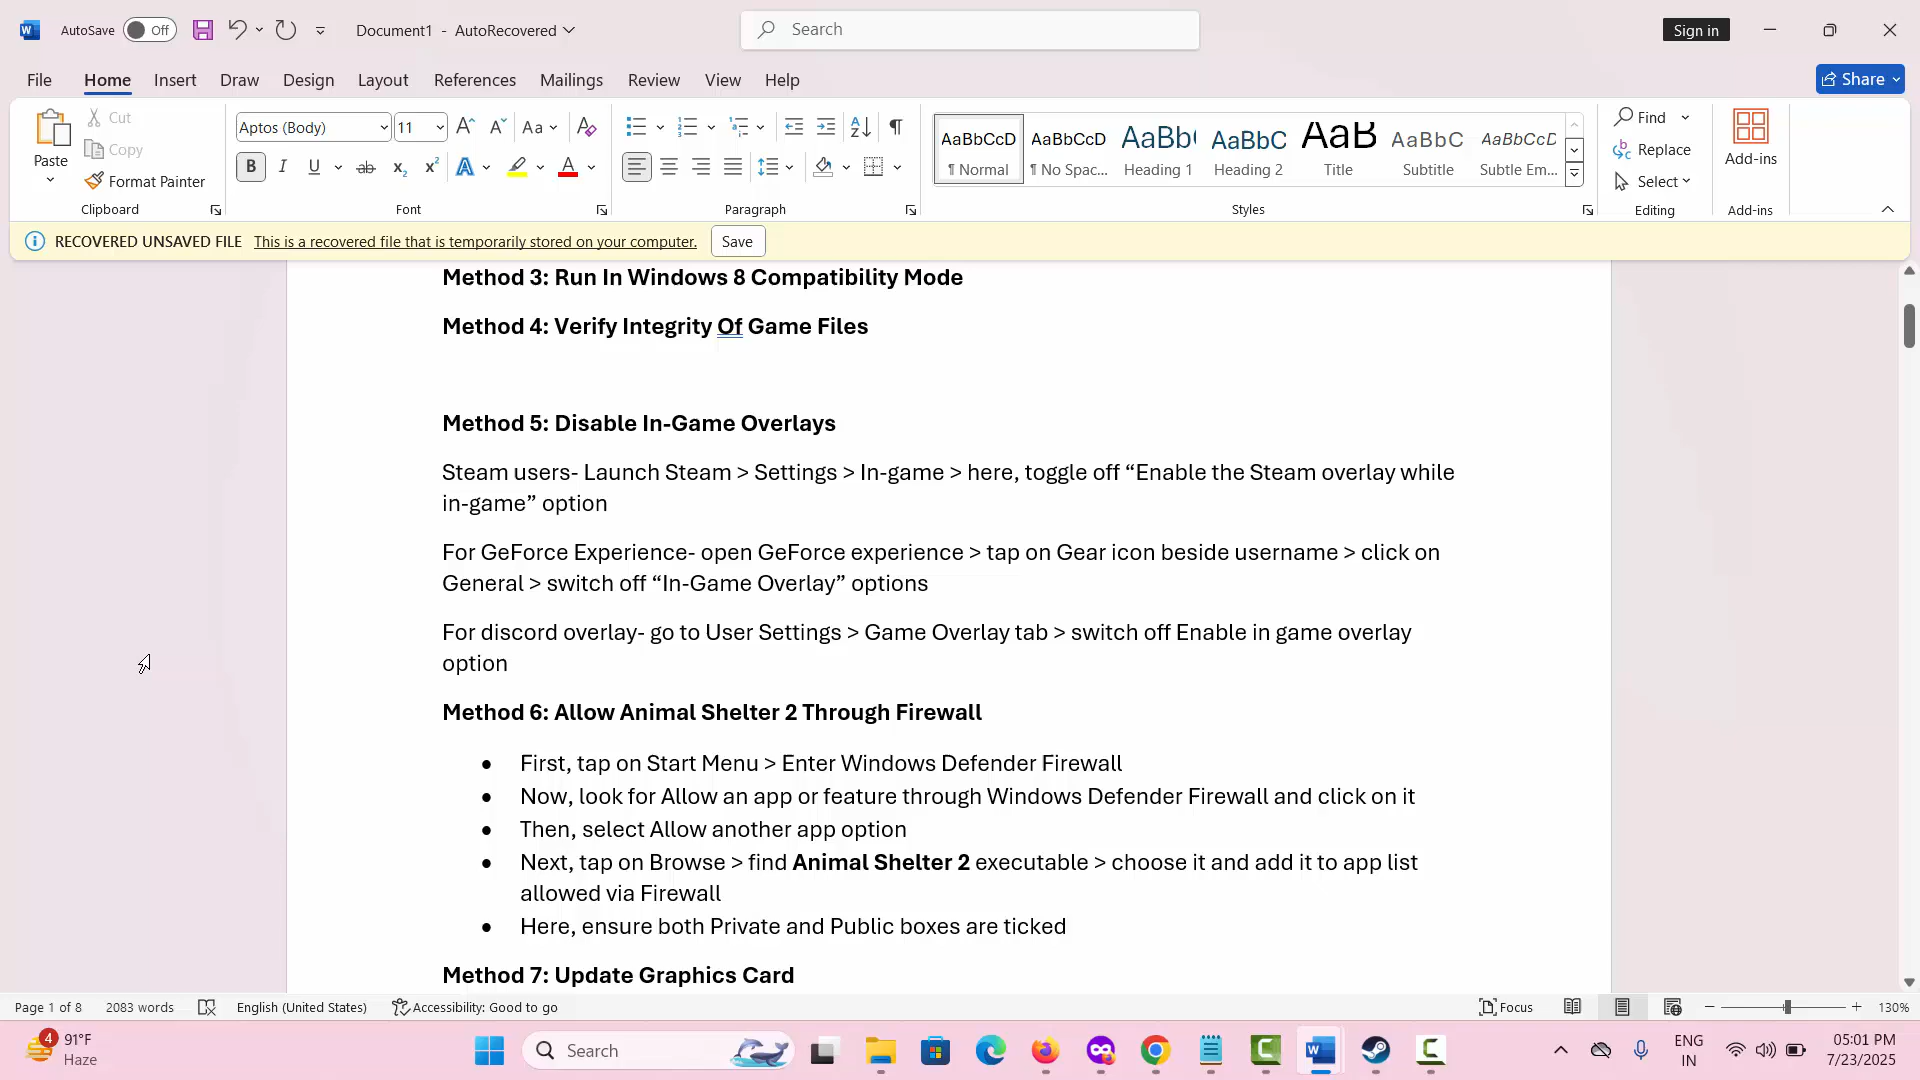 AutoSave Off Document1 - AutoRecovered Search Sign in
File Home Insert Draw Design Layout References Mailings Review View Help Share
Paste Cut Copy Format Painter Clipboard
Aptos (Body) 11 Aa B I U ab x₂ x² A A Font
Paragraph
AaBbCcD ¶ Normal
AaBbCcD ¶ No Spac...
AaBb( Heading 1
AaBbC Heading 2
AaB Title
AaBbC Subtitle
AaBbCcD Subtle Em...
Styles
Find Replace Select Editing
Add-ins Add-ins
RECOVERED UNSAVED FILE This is a recovered file that is temporarily stored on your computer. Save
Method 3: Run In Windows 8 Compatibility Mode
Method 4: Verify Integrity Of Game Files
Method 5: Disable In-Game Overlays
Steam users- Launch Steam > Settings > In-game > here, toggle off “Enable the Steam overlay while
in-game” option
For GeForce Experience- open GeForce experience > tap on Gear icon beside username > click on
General > switch off “In-Game Overlay” options
For discord overlay- go to User Settings > Game Overlay tab > switch off Enable in game overlay
option
Method 6: Allow Animal Shelter 2 Through Firewall
• First, tap on Start Menu > Enter Windows Defender Firewall
• Now, look for Allow an app or feature through Windows Defender Firewall and click on it
• Then, select Allow another app option
• Next, tap on Browse > find Animal Shelter 2 executable > choose it and add it to app list
allowed via Firewall
• Here, ensure both Private and Public boxes are ticked
Method 7: Update Graphics Card
Page 1 of 8 2083 words English (United States) Accessibility: Good to go Focus 130%
4 91°F Haze
Search
ENG IN
05:01 PM
7/23/2025